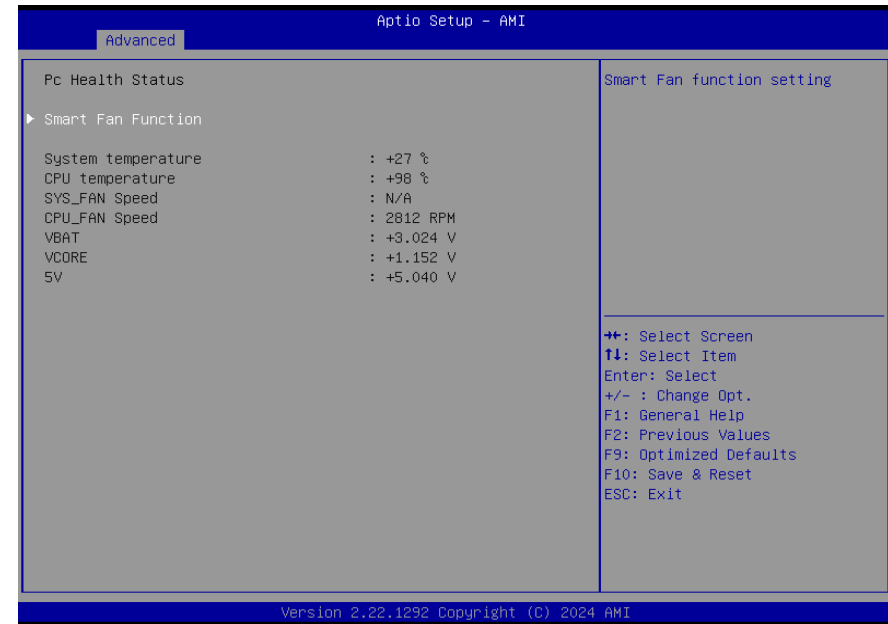 Aptio Setup – AMI
Advanced
Pc Health Status
▶ Smart Fan Function
System temperature : +27 ℃
CPU temperature : +98 ℃
SYS_FAN Speed : N/A
CPU_FAN Speed : 2812 RPM
VBAT : +3.024 V
VCORE : +1.152 V
5V : +5.040 V
Smart Fan function setting
→←: Select Screen
↑↓: Select Item
Enter: Select
+/- : Change Opt.
F1: General Help
F2: Previous Values
F9: Optimized Defaults
F10: Save & Reset
ESC: Exit
Version 2.22.1292 Copyright (C) 2024 AMI